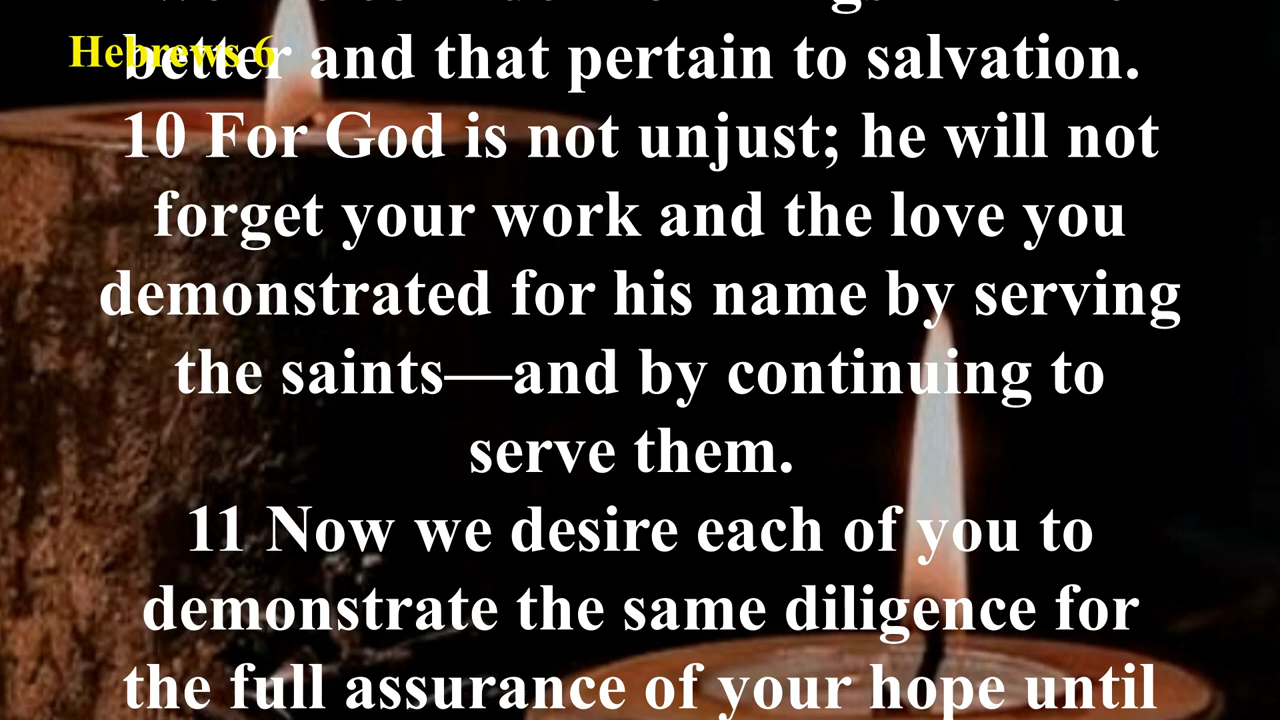 Hebrews 6
better and that pertain to salvation.
10 For God is not unjust; he will not
forget your work and the love you
demonstrated for his name by serving
the saints—and by continuing to
serve them.
11 Now we desire each of you to
demonstrate the same diligence for
the full assurance of your hope until